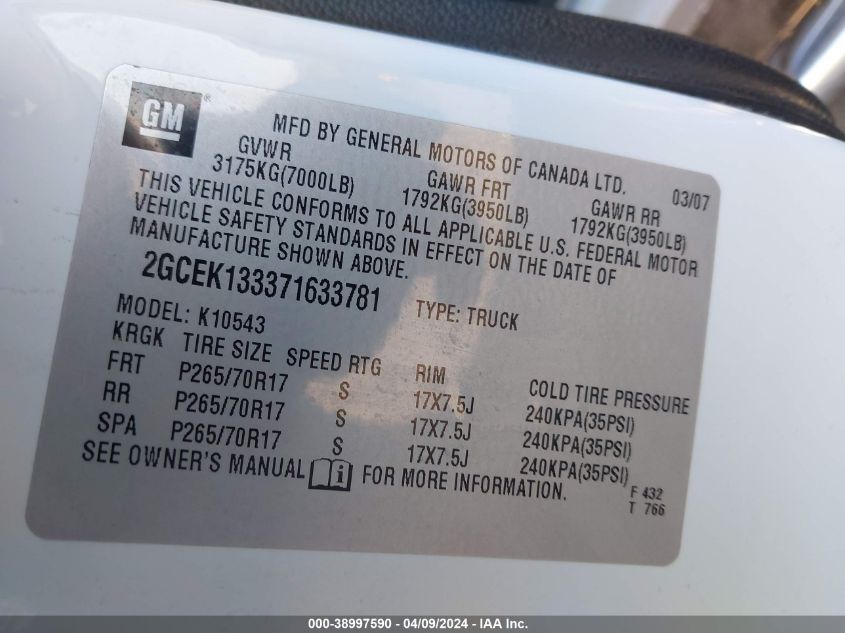 GM ®
MFD BY GENERAL MOTORS OF CANADA LTD. 03/07
GVWR GAWR FRT GAWR RR
3175KG(7000LB) 1792KG(3950LB) 1792KG(3950LB)
THIS VEHICLE CONFORMS TO ALL APPLICABLE U.S. FEDERAL MOTOR
VEHICLE SAFETY STANDARDS IN EFFECT ON THE DATE OF
MANUFACTURE SHOWN ABOVE.
2GCEK133371633781 TYPE: TRUCK
MODEL: K10543
KRGK TIRE SIZE SPEED RTG RIM COLD TIRE PRESSURE
FRT P265/70R17 S 17X7.5J 240KPA(35PSI)
RR P265/70R17 S 17X7.5J 240KPA(35PSI)
SPA P265/70R17 S 17X7.5J 240KPA(35PSI)
SEE OWNER'S MANUAL i FOR MORE INFORMATION.
F 432
T 766
000-38997590 - 04/09/2024 - IAA Inc.